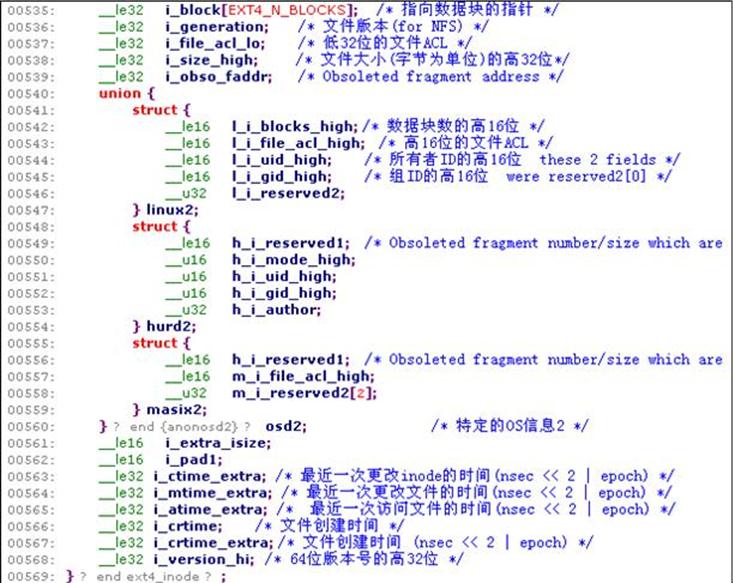 00535: __le32 i_block[EXT4_N_BLOCKS]; /* 指向数据块的指针 */
00536: __le32 i_generation; /* 文件版本(for NFS) */
00537: __le32 i_file_acl_lo; /* 低32位的文件ACL */
00538: __le32 i_size_high; /* 文件大小(字节为单位)的高32位*/
00539: __le32 i_obso_faddr; /* Obsoleted fragment address */
00540: union {
00541: struct {
00542: __le16 l_i_blocks_high; /* 数据块数的高16位 */
00543: __le16 l_i_file_acl_high; /* 高16位的文件ACL */
00544: __le16 l_i_uid_high; /* 所有者ID的高16位 these 2 fields */
00545: __le16 l_i_gid_high; /* 组ID的高16位 were reserved2[0] */
00546: __u32 l_i_reserved2;
00547: } linux2;
00548: struct {
00549: __le16 h_i_reserved1; /* Obsoleted fragment number/size which are
00550: __u16 h_i_mode_high;
00551: __u16 h_i_uid_high;
00552: __u16 h_i_gid_high;
00553: __u32 h_i_author;
00554: } hurd2;
00555: struct {
00556: __le16 h_i_reserved1; /* Obsoleted fragment number/size which are
00557: __le16 m_i_file_acl_high;
00558: __u32 m_i_reserved2[2];
00559: } masix2;
00560: } ? end {anonosd2} ? osd2; /* 特定的OS信息2 */
00561: __le16 i_extra_isize;
00562: __le16 i_pad1;
00563: __le32 i_ctime_extra; /* 最近一次更改inode的时间(nsec << 2 | epoch) */
00564: __le32 i_mtime_extra; /* 最近一次更改文件的时间(nsec << 2 | epoch) */
00565: __le32 i_atime_extra; /* 最近一次访问文件的时间(nsec << 2 | epoch) */
00566: __le32 i_crtime; /* 文件创建时间 */
00567: __le32 i_crtime_extra; /* 文件创建时间 (nsec << 2 | epoch) */
00568: __le32 i_version_hi; /* 64位版本号的高32位 */
00569: } ? end ext4_inode ? ;